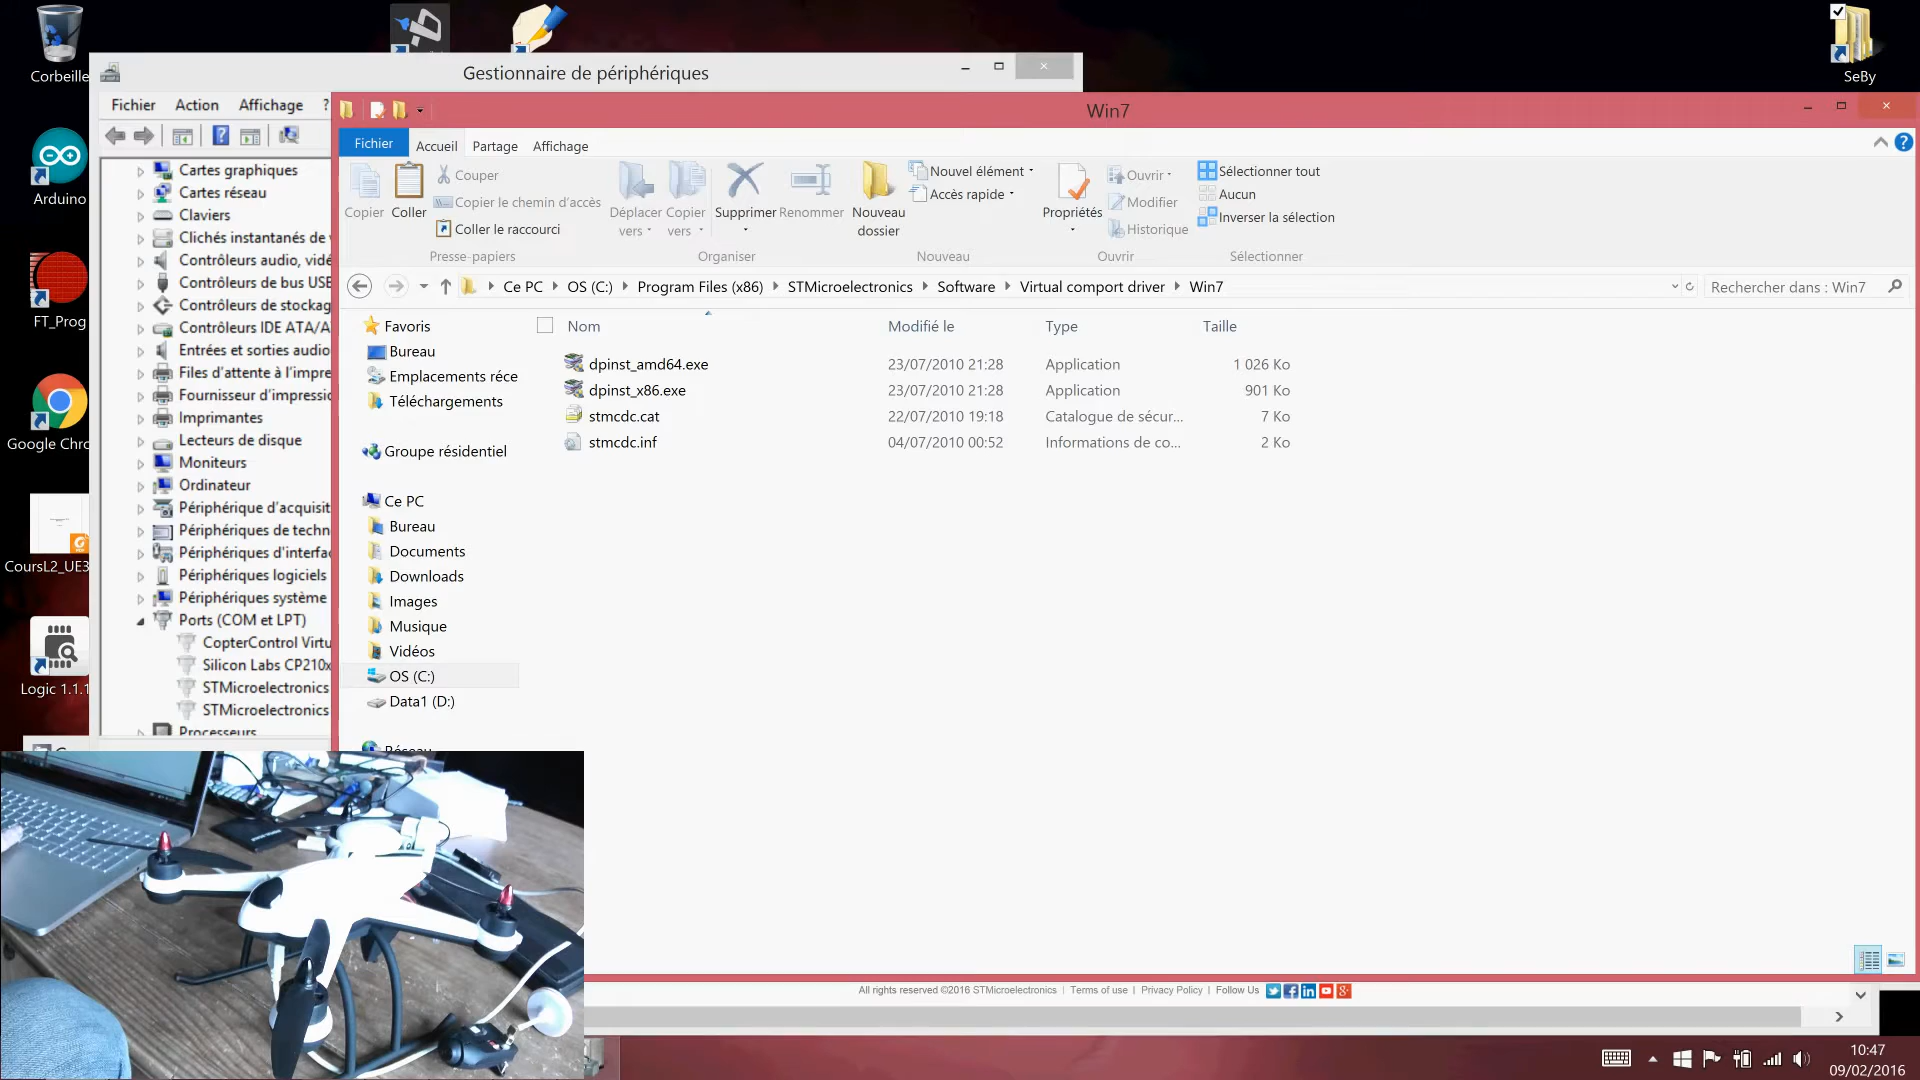 Corbeille
SeBy
Arduino
FT_Prog
Google Chro
CoursL2_UE3
Logic 1.1.1
Gestionnaire de périphériques
Fichier Action Affichage ?
Cartes graphiques
Cartes réseau
Claviers
Clichés instantanés de
Contrôleurs audio, vidé
Contrôleurs de bus USE
Contrôleurs de stockag
Contrôleurs IDE ATA/A
Entrées et sorties audio
Files d'attente à l'impre
Fournisseur d'impressio
Imprimantes
Lecteurs de disque
Moniteurs
Ordinateur
Périphérique d'acquisit
Périphériques de techn
Périphériques d'interfa
Périphériques logiciels
Périphériques système
Ports (COM et LPT)
CopterControl Virtu
Silicon Labs CP210x
STMicroelectronics
STMicroelectronics
Processeurs
Win7
Fichier Accueil Partage Affichage
Copier
Coller
Couper
Copier le chemin d'accès
Coller le raccourci
Presse-papiers
Déplacer vers
Copier vers
Supprimer
Renommer
Organiser
Nouveau dossier
Nouvel élément
Accès rapide
Nouveau
Propriétés
Ouvrir
Modifier
Historique
Ouvrir
Sélectionner tout
Aucun
Inverser la sélection
Sélectionner
Ce PC OS (C:) Program Files (x86) STMicroelectronics Software Virtual comport driver Win7
Rechercher dans : Win7
Favoris
Bureau
Emplacements réce
Téléchargements
Groupe résidentiel
Ce PC
Bureau
Documents
Downloads
Images
Musique
Vidéos
OS (C:)
Data1 (D:)
Réseau
Nom Modifié le Type Taille
dpinst_amd64.exe 23/07/2010 21:28 Application 1 026 Ko
dpinst_x86.exe 23/07/2010 21:28 Application 901 Ko
stmcdc.cat 22/07/2010 19:18 Catalogue de sécur... 7 Ko
stmcdc.inf 04/07/2010 00:52 Informations de co... 2 Ko
All rights reserved ©2016 STMicroelectronics | Terms of use | Privacy Policy | Follow Us
10:47
09/02/2016